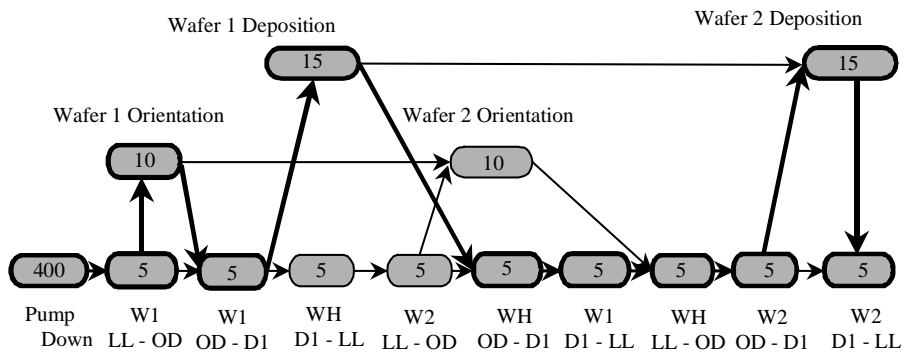 Wafer 2 Deposition
Wafer 1 Deposition
15
15
Wafer 1 Orientation
Wafer 2 Orientation
10
10
400
5
5
5
5
5
5
5
5
5
Pump Down
W1 LL - OD
W1 OD - D1
WH D1 - LL
W2 LL - OD
WH OD - D1
W1 D1 - LL
WH LL - OD
W2 OD - D1
W2 D1 - LL